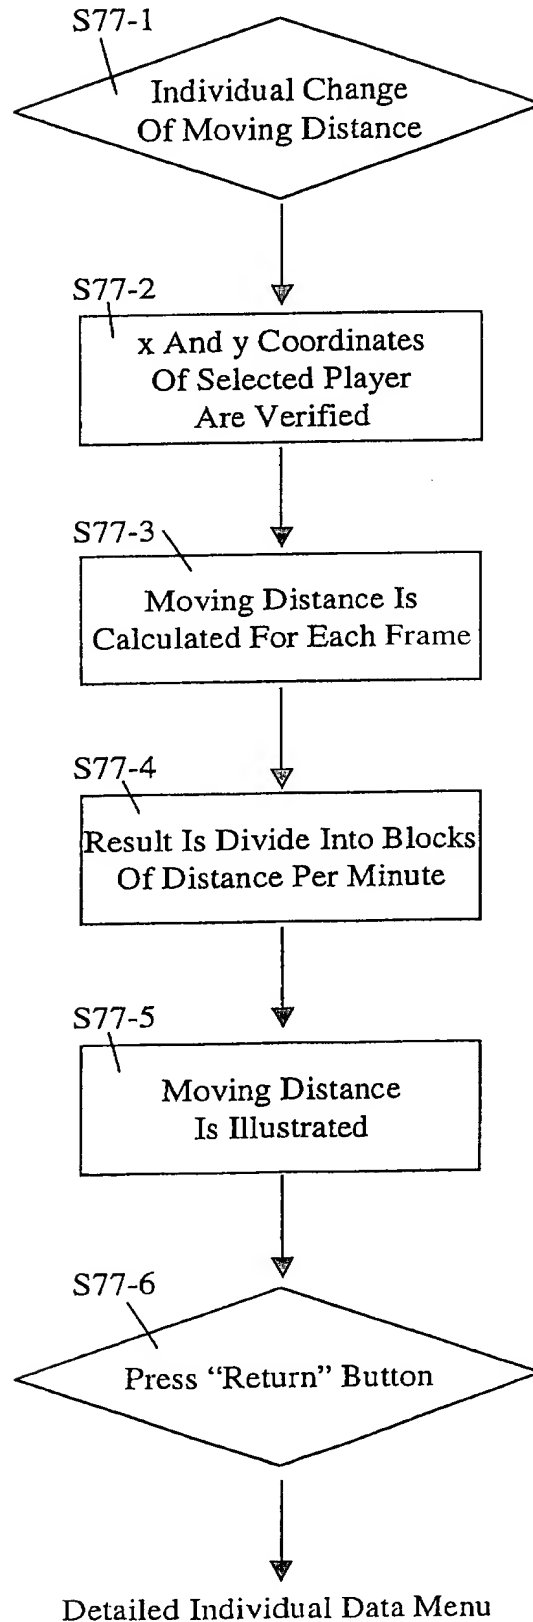 S77-1
Individual Change
Of Moving Distance
S77-2
x And y Coordinates
Of Selected Player
Are Verified
S77-3
Moving Distance Is
Calculated For Each Frame
S77-4
Result Is Divide Into Blocks
Of Distance Per Minute
S77-5
Moving Distance
Is Illustrated
S77-6
Press “Return” Button
Detailed Individual Data Menu